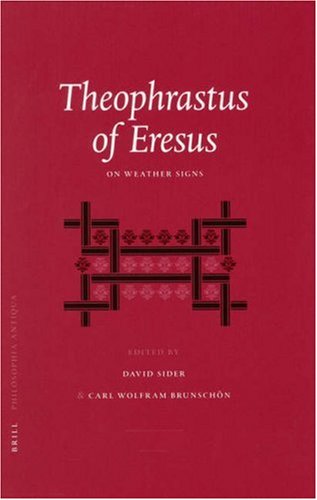 Theophrastus
of Eresus
ON WEATHER SIGNS
EDITED BY
DAVID SIDER
& CARL WOLFRAM BRUNSCHÖN
BRILL PHILOSOPHIA ANTIQUA